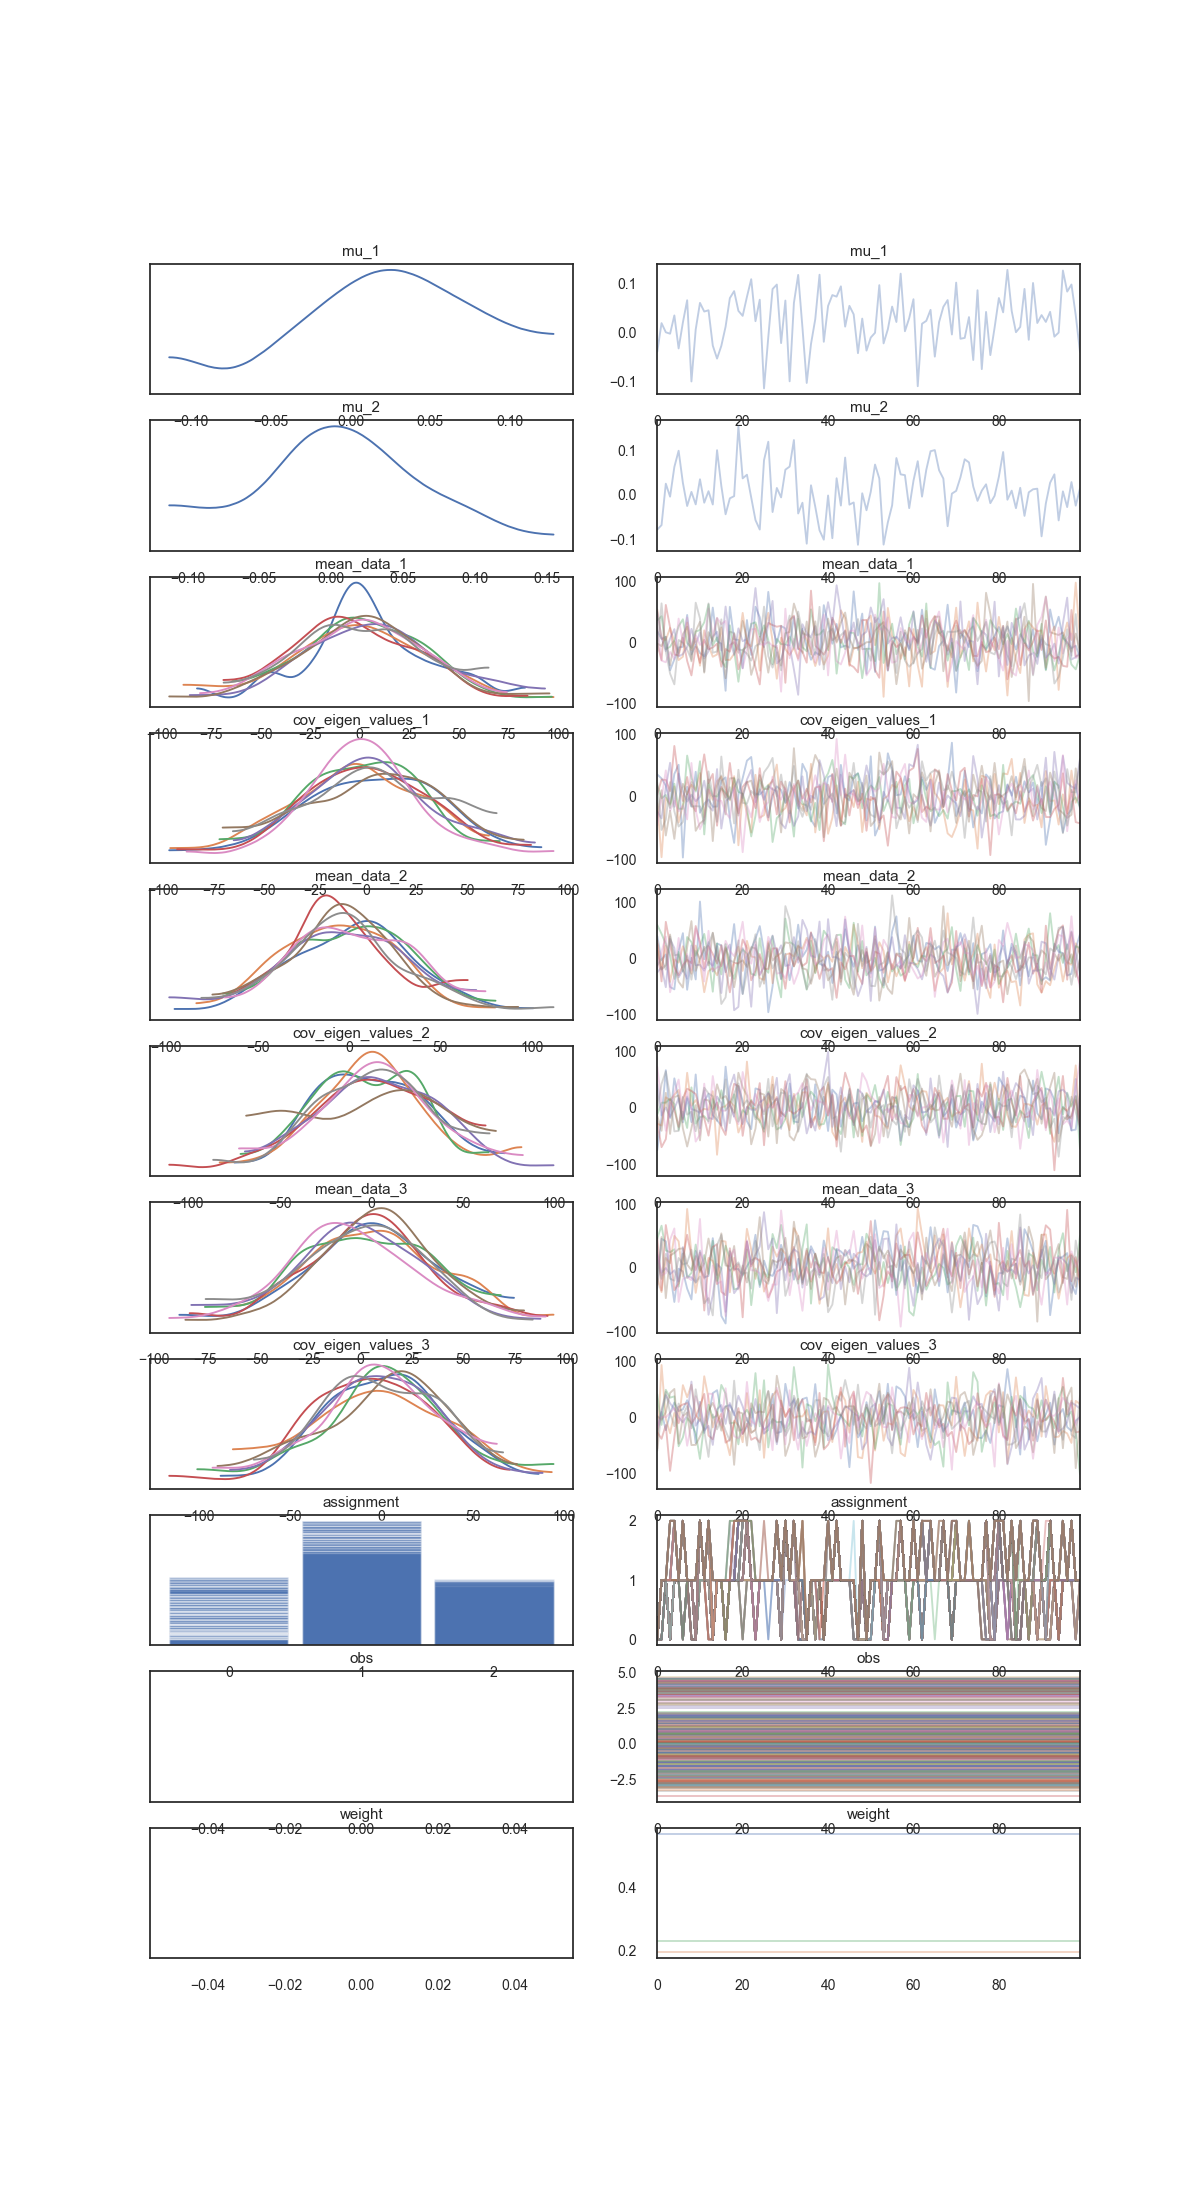 mu_1 mu_1
0.1
0.0
−0.1
mu_2 mu_2
−0.10 −0.05 0.00 0.05 0.10 0 20 40 60 80
0.1
0.0
−0.1
mean_data_1 mean_data_1
−0.10 −0.05 0.00 0.05 0.10 0.15 0 20 40 60 80
100
0
−100
cov_eigen_values_1 cov_eigen_values_1
−100 −75 −50 −25 0 25 50 75 100 0 20 40 60 80
100
0
−100
mean_data_2 mean_data_2
−100 −75 −50 −25 0 25 50 75 100 0 20 40 60 80
100
0
−100
cov_eigen_values_2 cov_eigen_values_2
−100 −50 0 50 100 0 20 40 60 80
100
0
−100
mean_data_3 mean_data_3
−100 −50 0 50 100 0 20 40 60 80
100
0
−100
cov_eigen_values_3 cov_eigen_values_3
−100 −75 −50 −25 0 25 50 75 100 0 20 40 60 80
100
0
−100
assignment assignment
−100 −50 0 50 100 0 20 40 60 80
2
1
0
obs obs
0 1 2 0 20 40 60 80
5.0
2.5
0.0
−2.5
weight weight
−0.04 −0.02 0.00 0.02 0.04 0 20 40 60 80
0.4
0.2
−0.04 −0.02 0.00 0.02 0.04 0 20 40 60 80